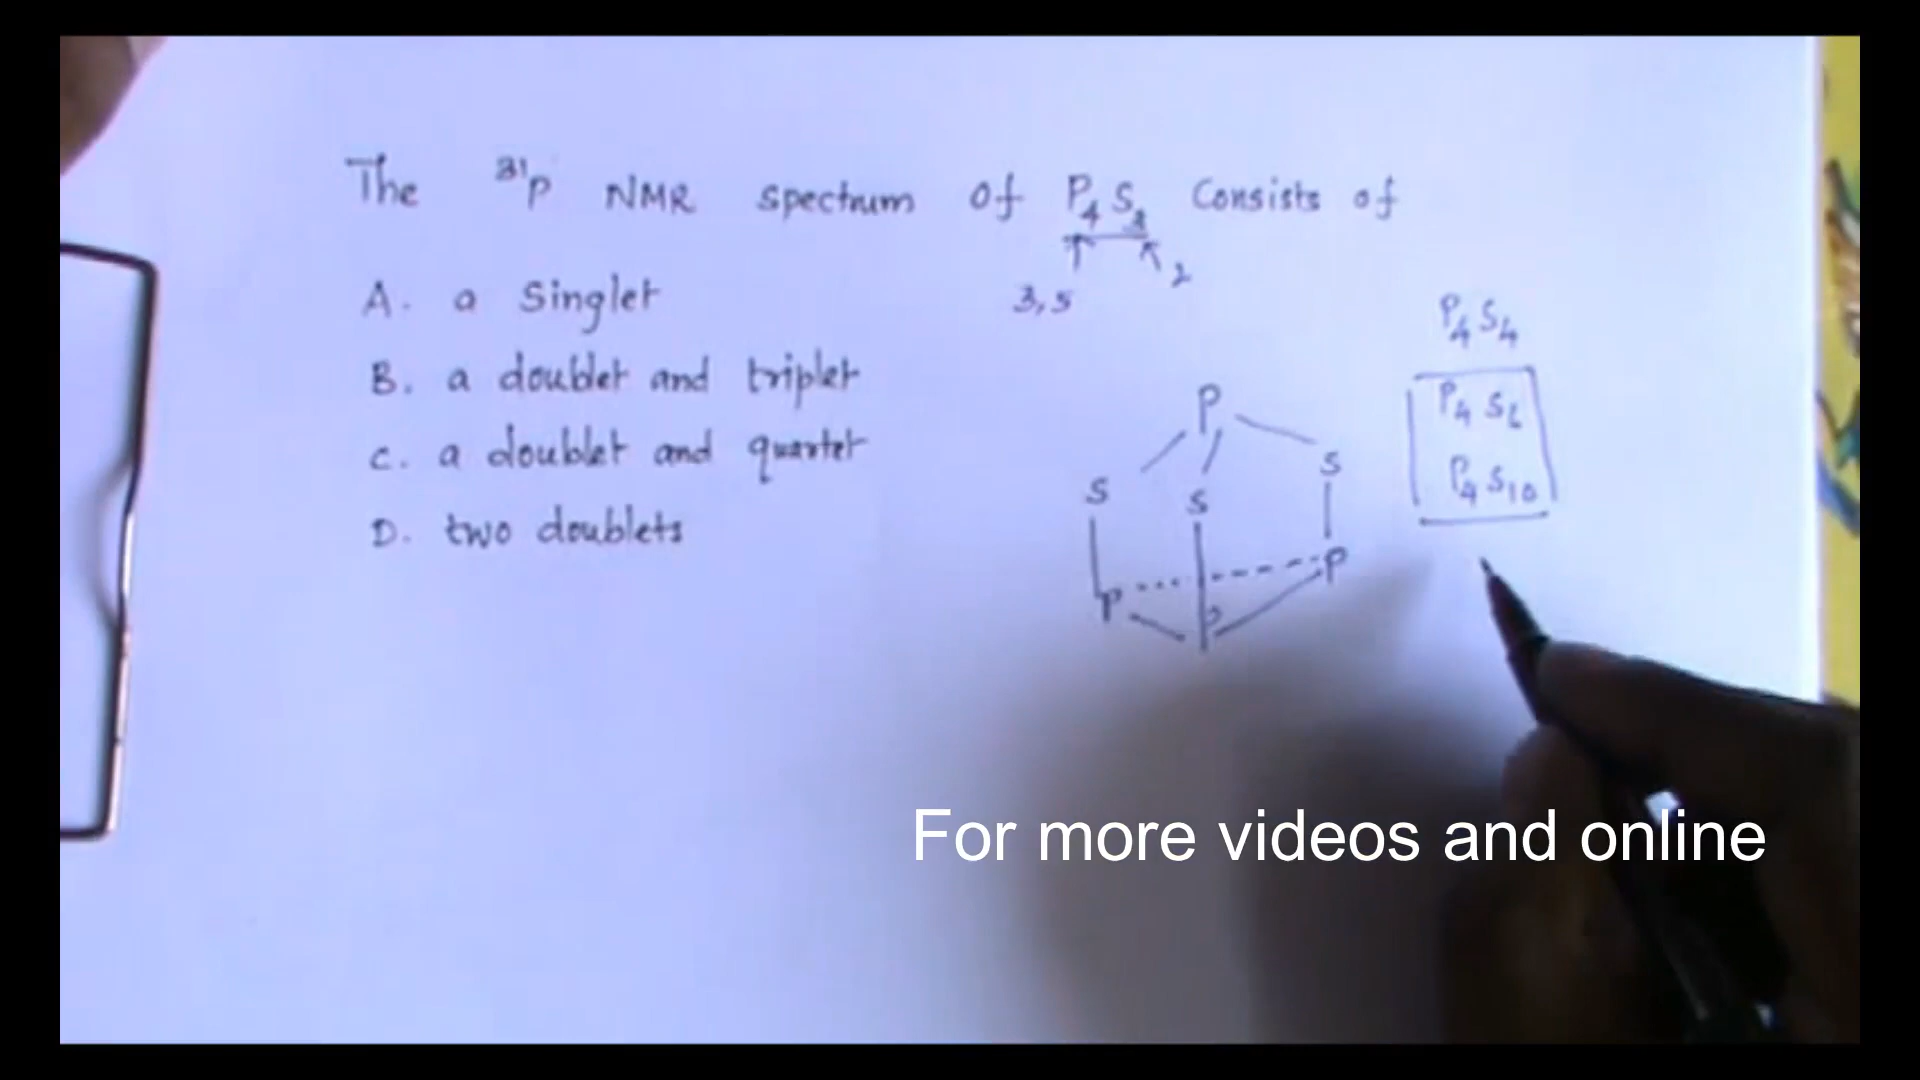 The ³¹P NMR spectrum of P₄S₃ Consists of
3, 5
2
A. a Singlet
B. a doublet and triplet
C. a doublet and quartet
D. two doublets
P₄S₄
P₄S₆
P₄S₁₀
P
S S S
P P P
For more videos and online